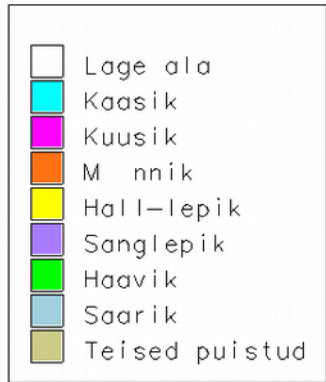 Lage ala
Kaasik
Kuusik
M nnik
Hall-lepik
Sanglepik
Haavik
Saarik
Teised puistud